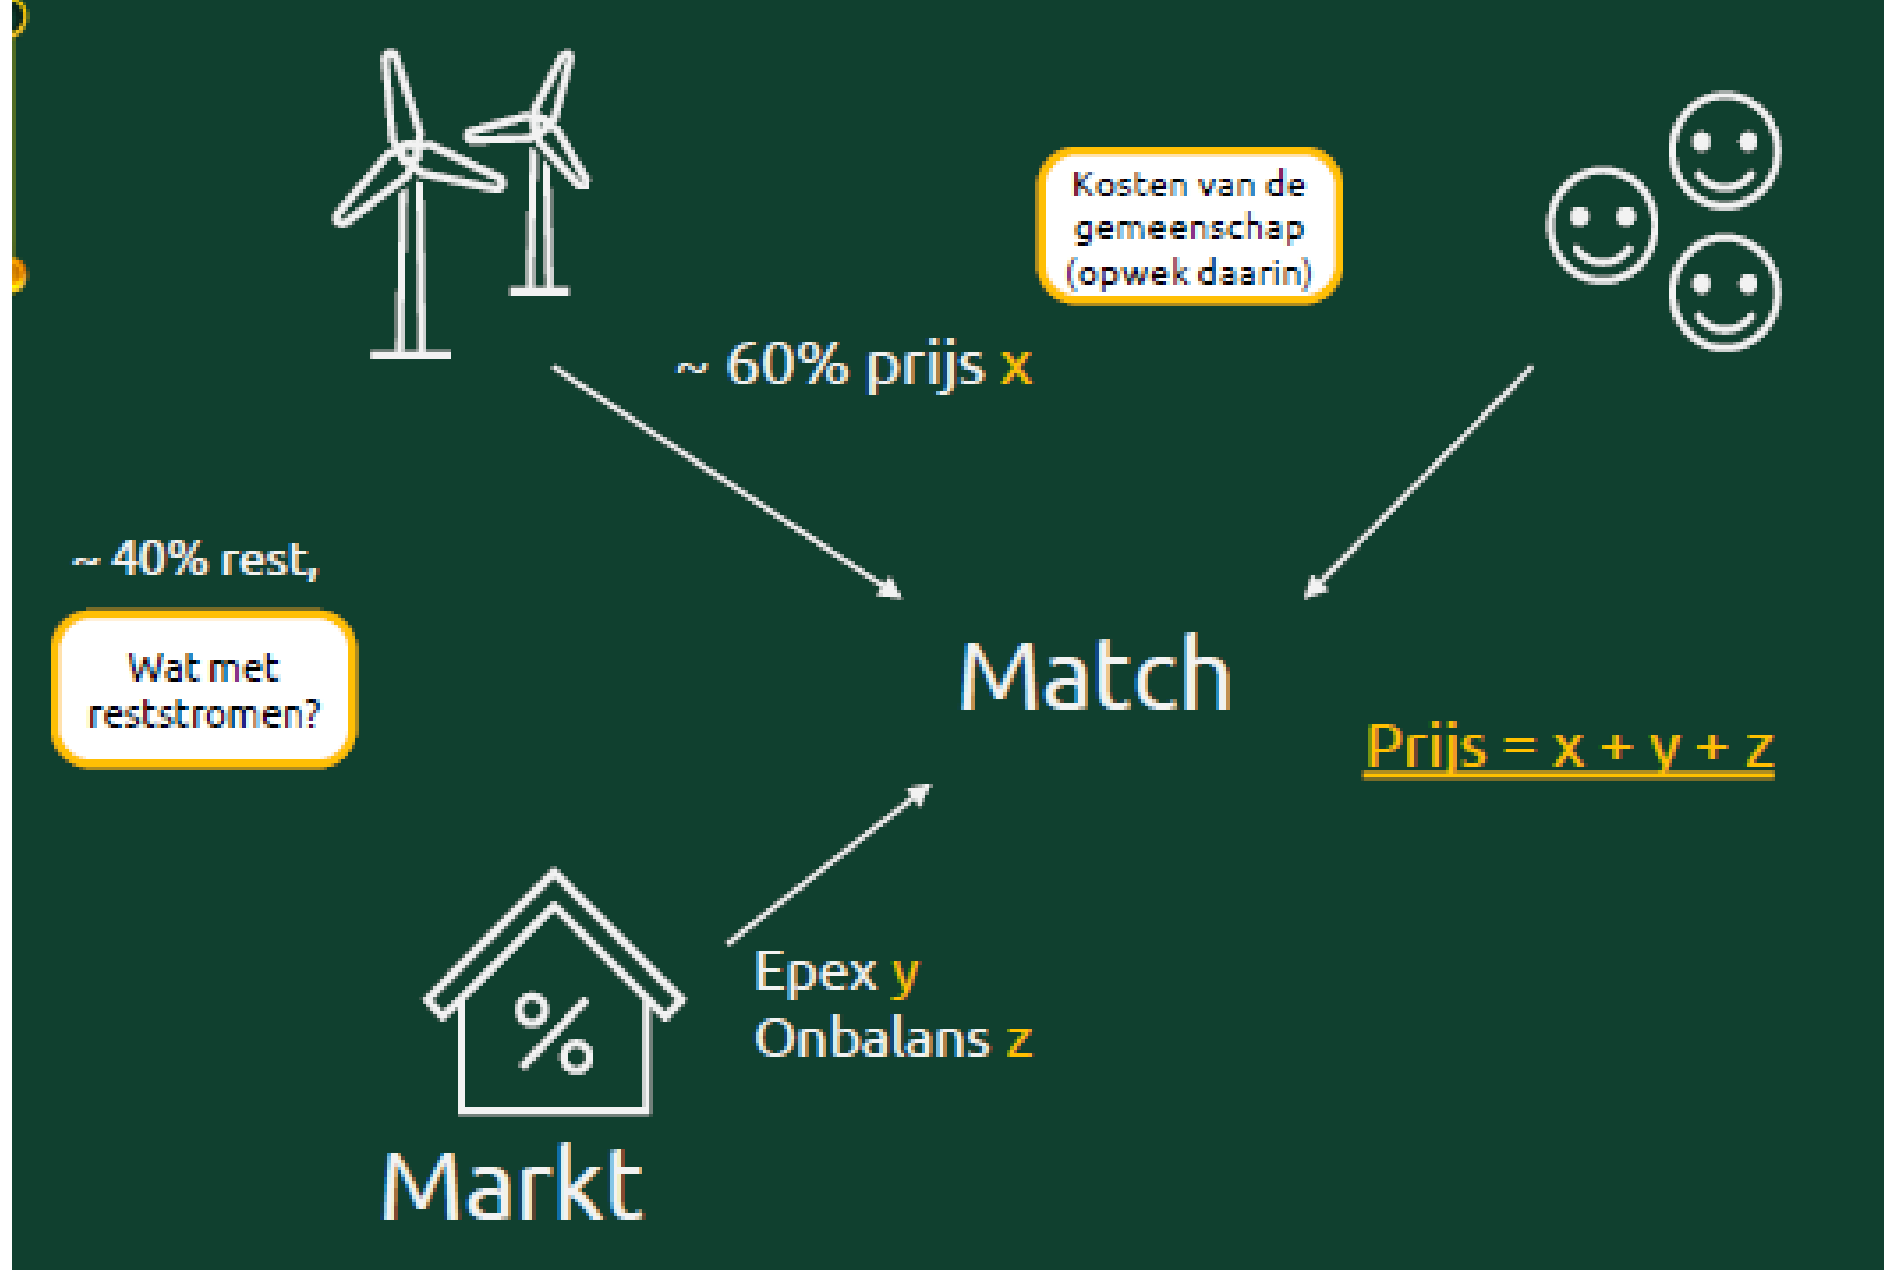 Kosten van de
gemeenschap
(opwek daarin)
~ 60% prijs x
~ 40% rest,
Wat met
reststromen?
Match
Prijs = x + y + z
Epex y
Onbalans z
%
Markt